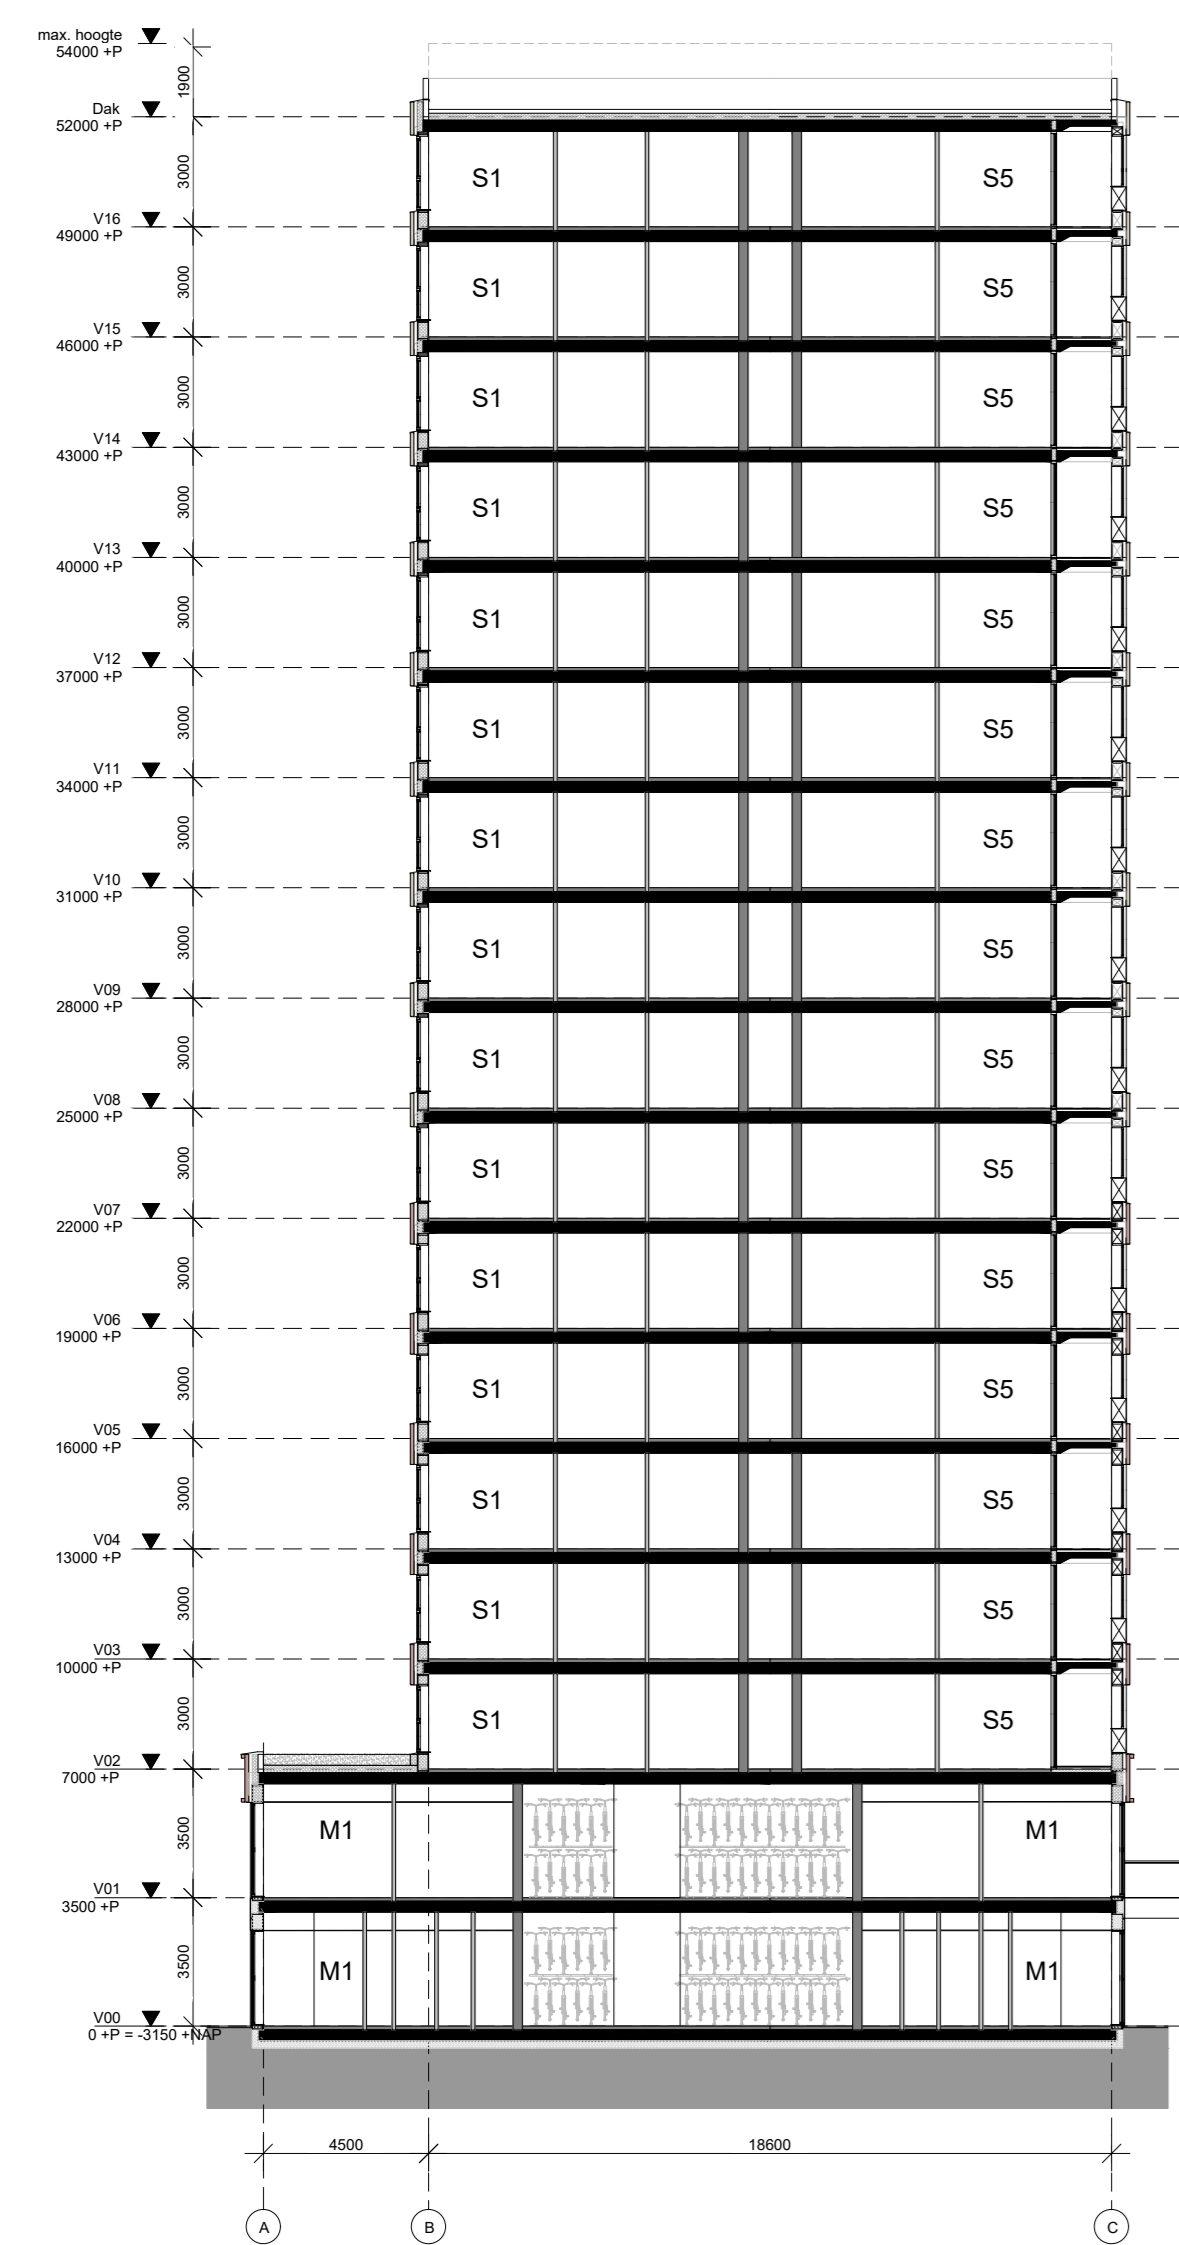 max. hoogte
54000 +P
1900
Dak
52000 +P
3000
S1 S5
V16
49000 +P
3000
S1 S5
V15
46000 +P
3000
S1 S5
V14
43000 +P
3000
S1 S5
V13
40000 +P
3000
S1 S5
V12
37000 +P
3000
S1 S5
V11
34000 +P
3000
S1 S5
V10
31000 +P
3000
S1 S5
V09
28000 +P
3000
S1 S5
V08
25000 +P
3000
S1 S5
V07
22000 +P
3000
S1 S5
V06
19000 +P
3000
S1 S5
V05
16000 +P
3000
S1 S5
V04
13000 +P
3000
S1 S5
V03
10000 +P
3000
S1 S5
V02
7000 +P
3500
M1 M1
V01
3500 +P
3500
M1 M1
V00
0 +P = -3150 +NAP
4500 18600
A B C